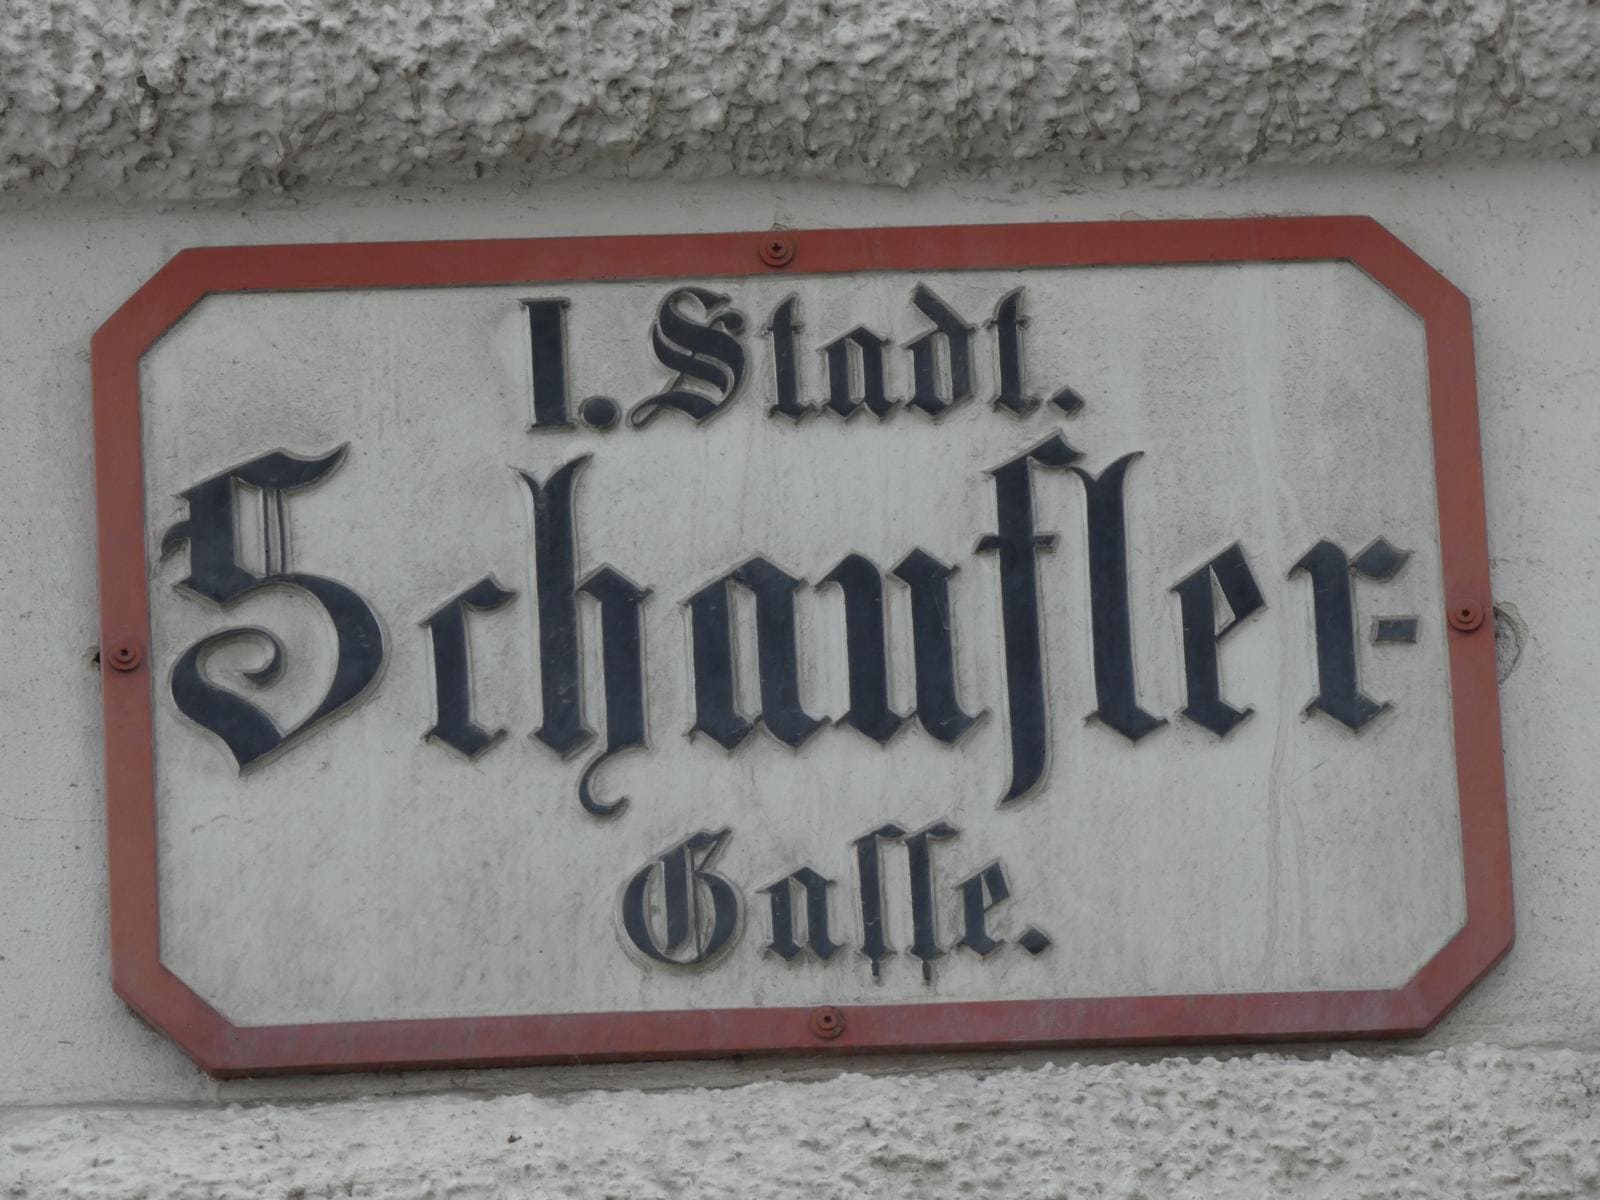 I. Stadt.
Schaufler-
Gasse.